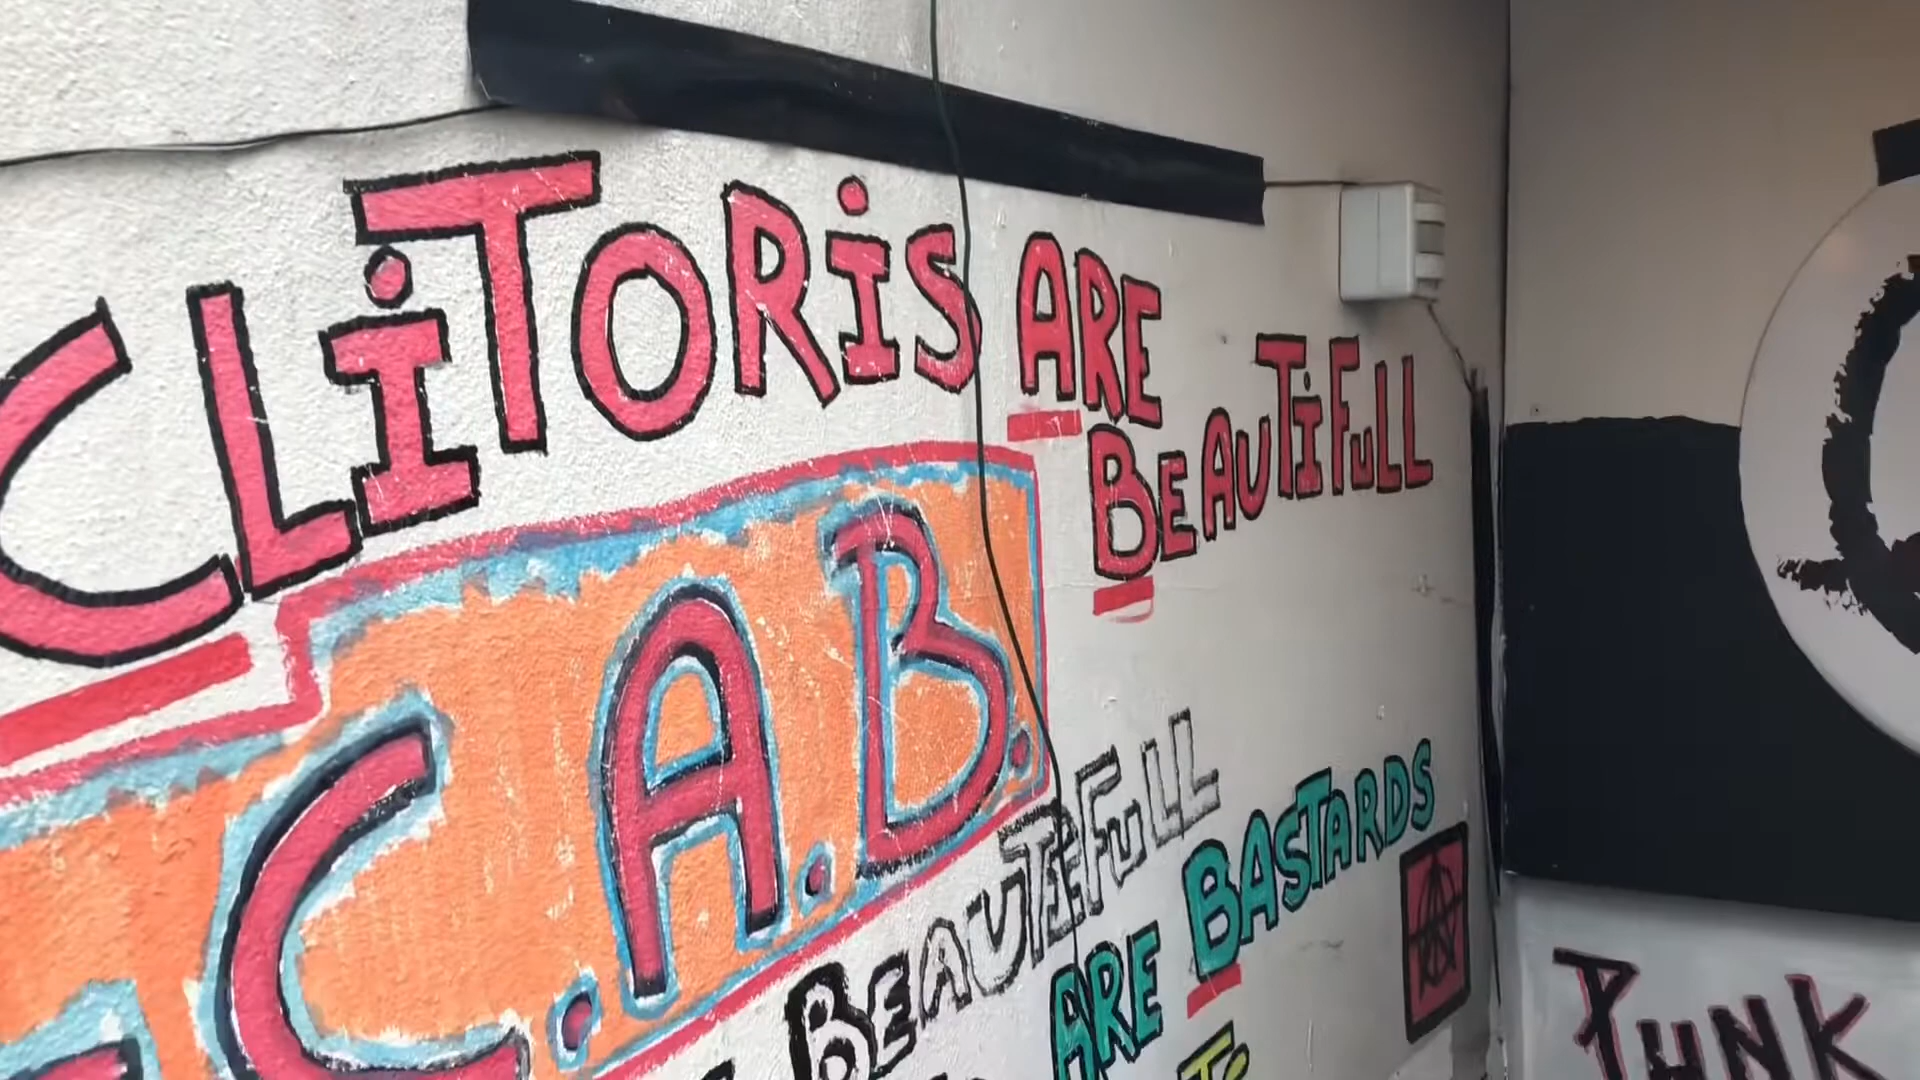 CLiTORiS ARE
BEAUTiFuLL
C.A.B.
BEAUTiFuLL
ARE BASTARDS
PUNK